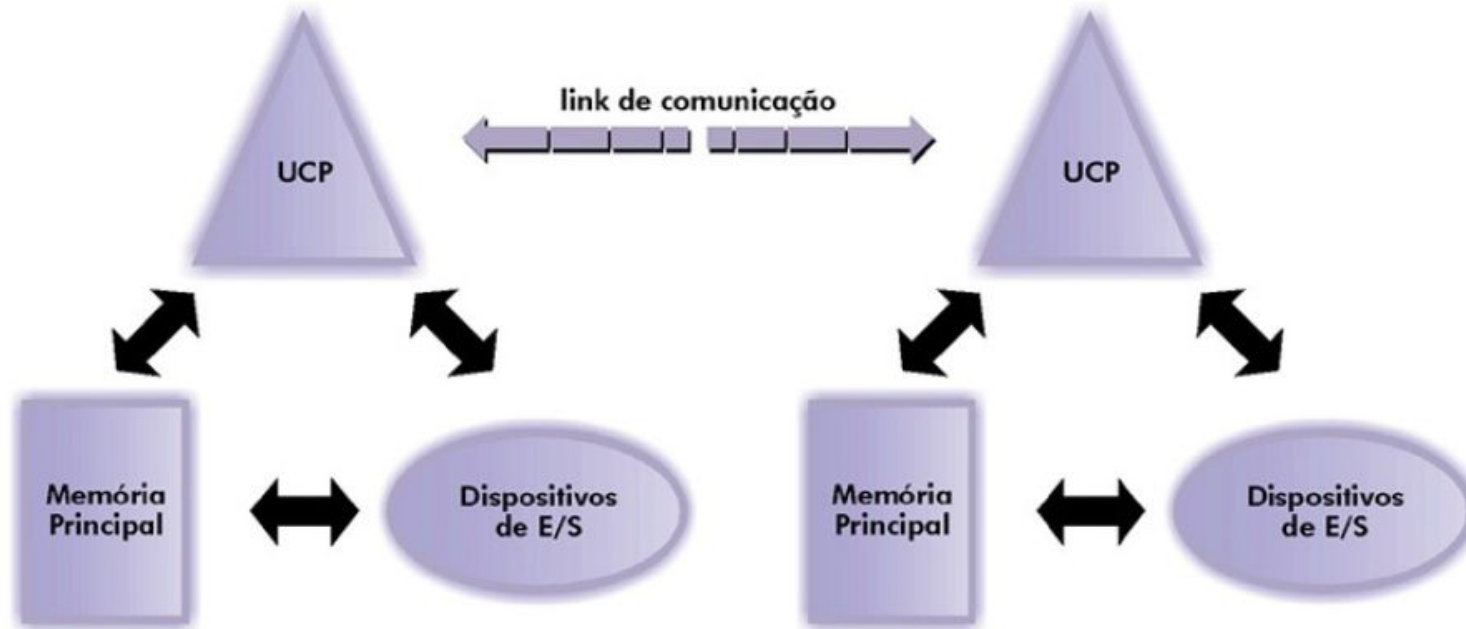 link de comunicação
UCP
UCP
Memória
Principal
Dispositivos
de E/S
Memória
Principal
Dispositivos
de E/S